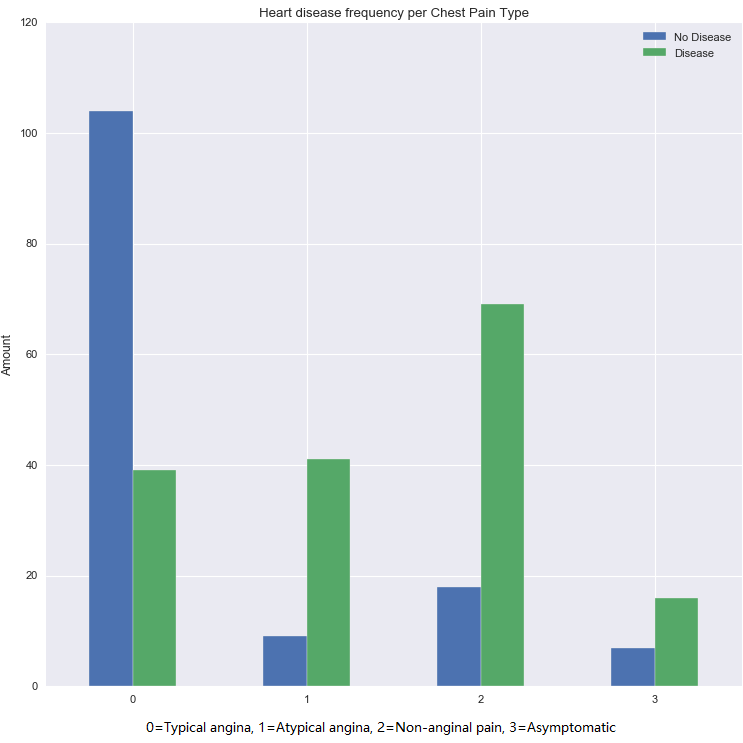 Heart disease frequency per Chest Pain Type
120
No Disease
Disease
100
80
60
Amount
40
20
0
0 1 2 3
0=Typical angina, 1=Atypical angina, 2=Non-anginal pain, 3=Asymptomatic